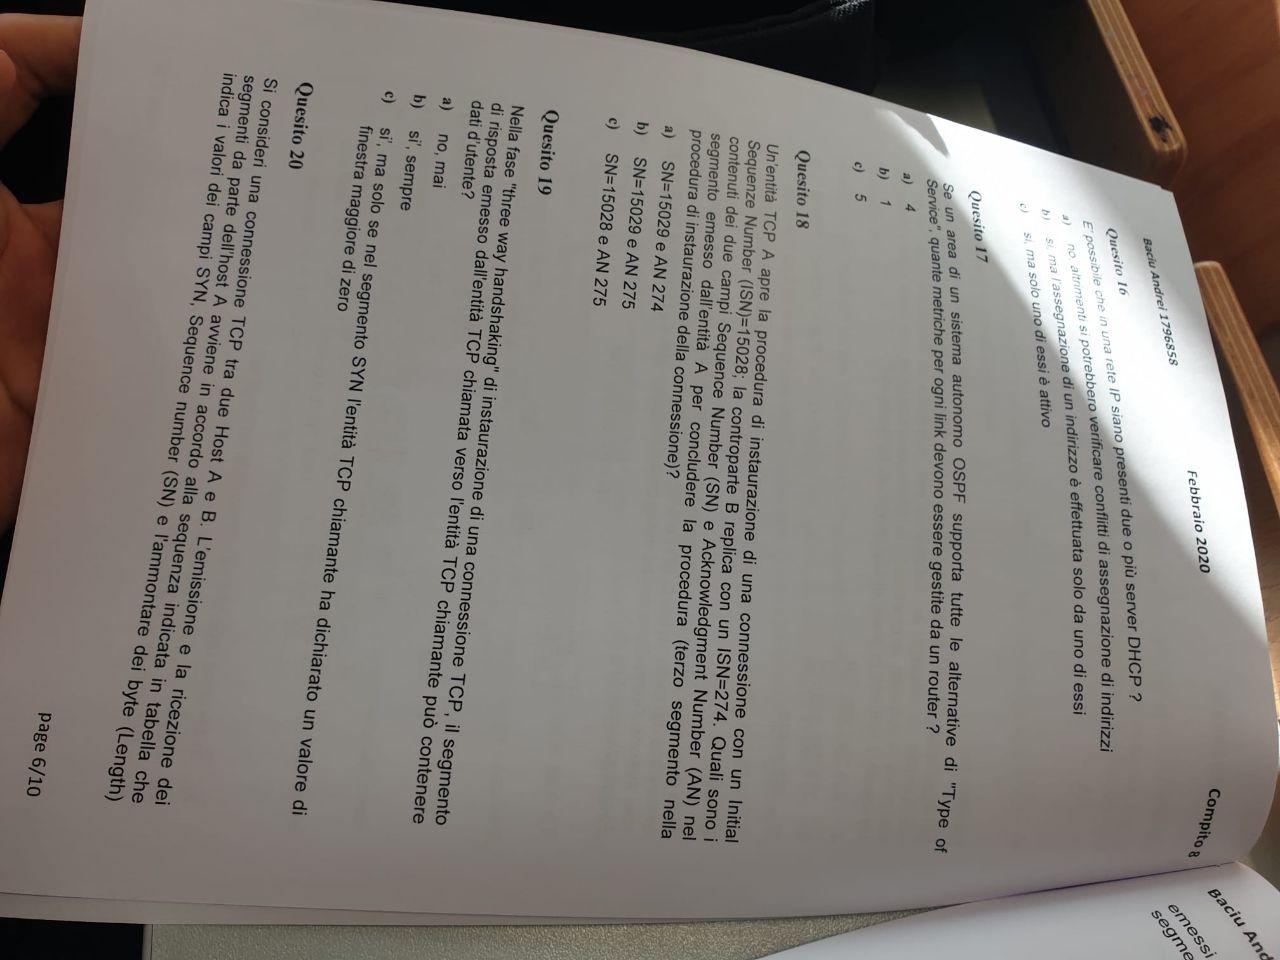 Baciu Andrei 1796858 Febbraio 2020 Compito 8
Quesito 16
E' possibile che in una rete IP siano presenti due o più server DHCP ?
a) no, altrimenti si potrebbero verificare conflitti di assegnazione di indirizzi
b) si, ma l'assegnazione di un indirizzo è effettuata solo da uno di essi
c) si, ma solo uno di essi è attivo
Quesito 17
Se un area di un sistema autonomo OSPF supporta tutte le alternative di "Type of
Service", quante metriche per ogni link devono essere gestite da un router ?
a) 4
b) 1
c) 5
Quesito 18
Un'entità TCP A apre la procedura di instaurazione di una connessione con un Initial
Sequenze Number (ISN)=15028; la controparte B replica con un ISN=274. Quali sono i
contenuti dei due campi Sequence Number (SN) e Acknowledgment Number (AN) nel
segmento emesso dall'entità A per concludere la procedura (terzo segmento nella
procedura di instaurazione della connessione)?
a) SN=15029 e AN 274
b) SN=15029 e AN 275
c) SN=15028 e AN 275
Quesito 19
Nella fase "three way handshaking" di instaurazione di una connessione TCP, il segmento
di risposta emesso dall'entità TCP chiamata verso l'entità TCP chiamante può contenere
dati d'utente?
a) no, mai
b) si', sempre
c) si', ma solo se nel segmento SYN l'entità TCP chiamante ha dichiarato un valore di
finestra maggiore di zero
Quesito 20
Si consideri una connessione TCP tra due Host A e B. L'emissione e la ricezione dei
segmenti da parte dell'host A avviene in accordo alla sequenza indicata in tabella che
indica i valori dei campi SYN, Sequence number (SN) e l'ammontare dei byte (Length)
page 6/10
Baciu And
emessi
segme